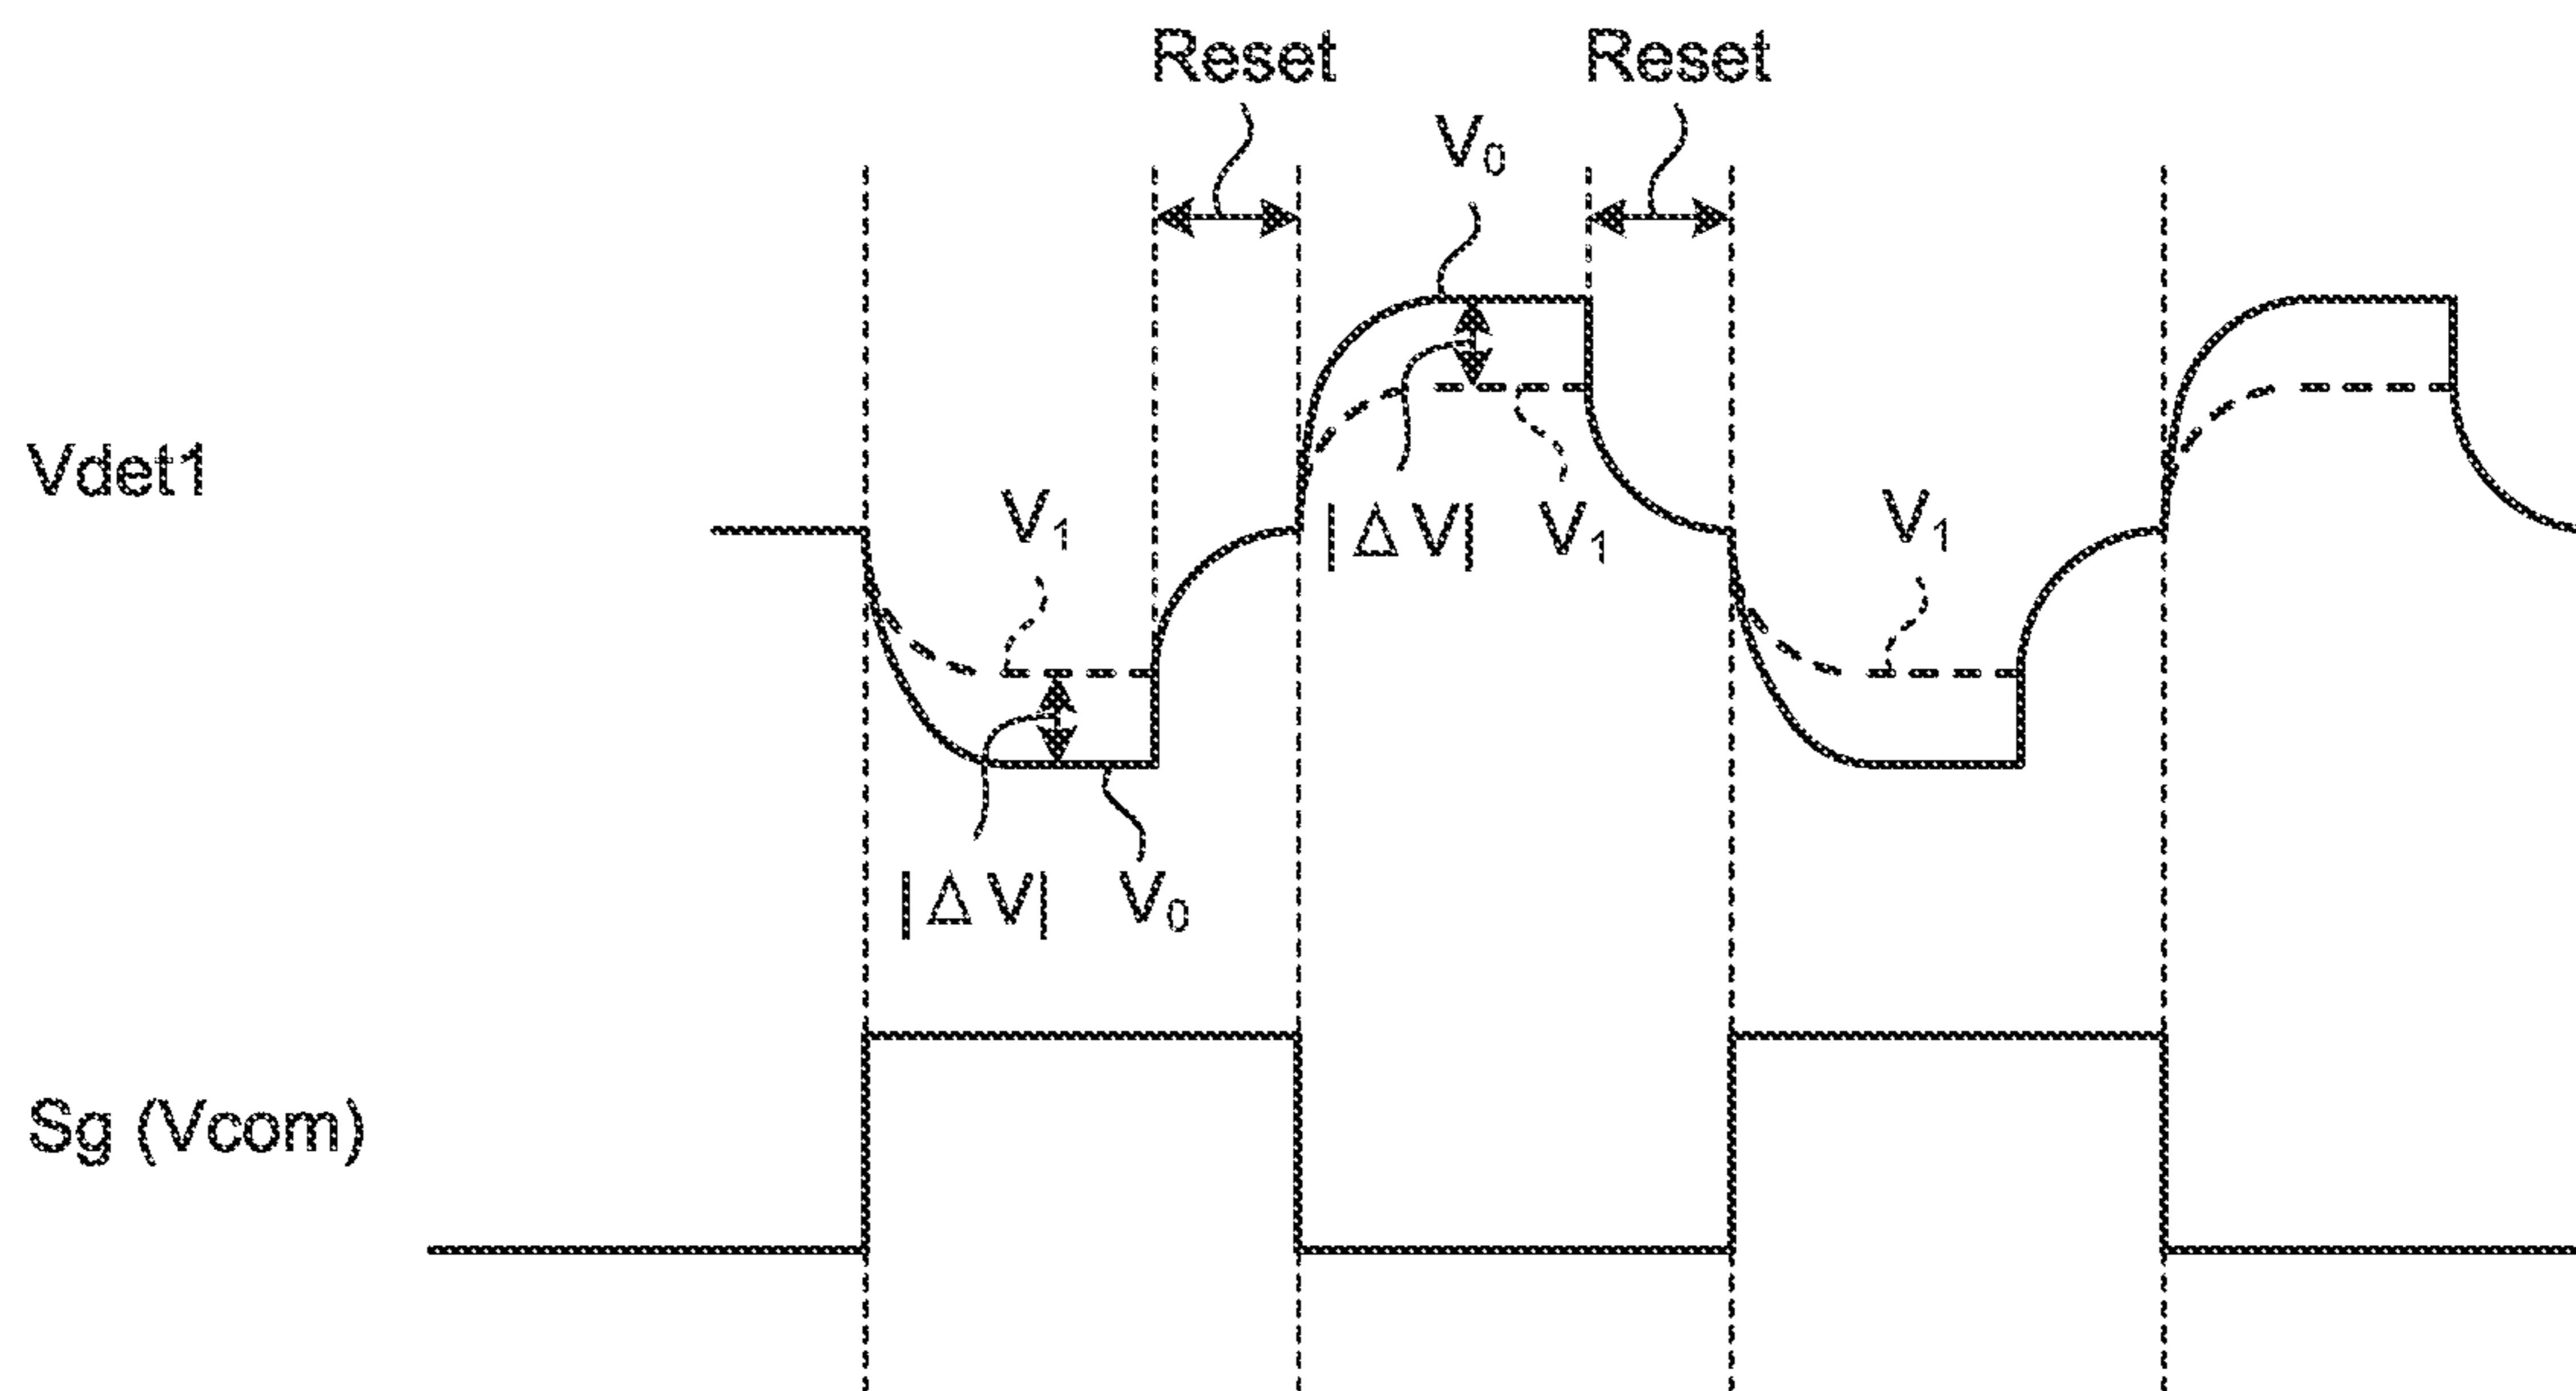 Reset Reset
V₀
Vdet1
V₁ |ΔV| V₁ V₁
|ΔV| V₀
Sg (Vcom)